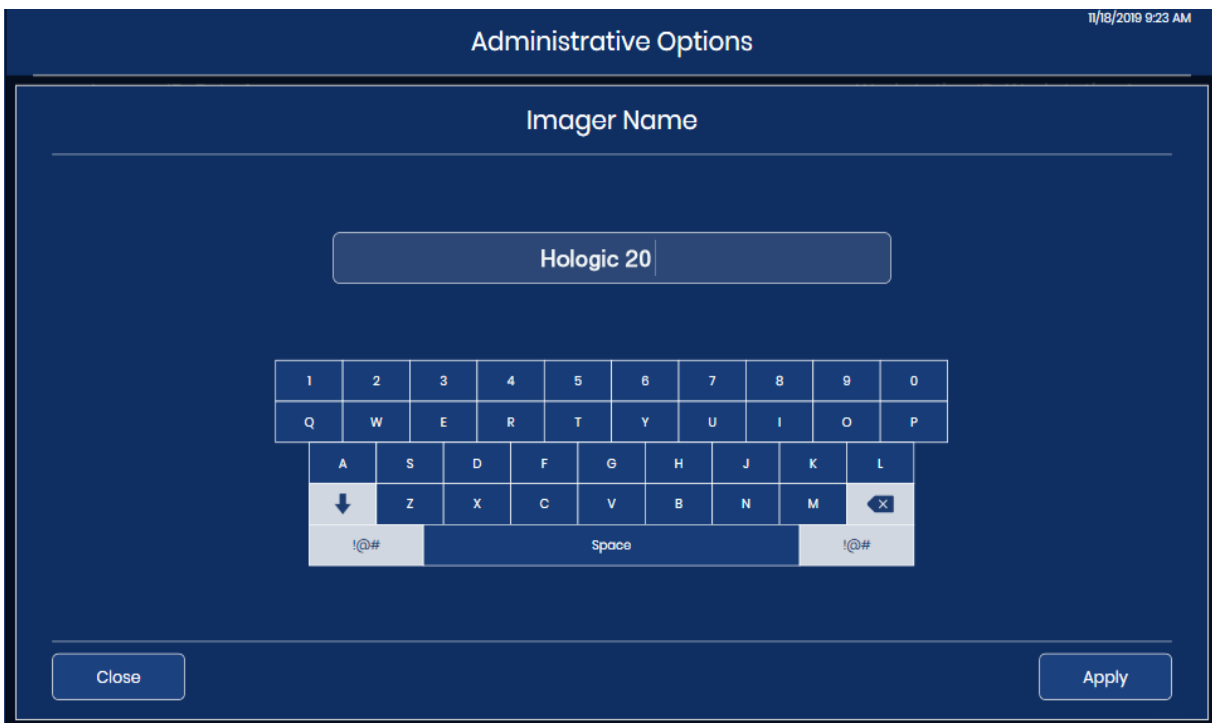 11/18/2019 9:23 AM
Administrative Options
Imager Name
Hologic 20
1 2 3 4 5 6 7 8 9 0
Q W E R T Y U I O P
A S D F G H J K L
Z X C V B N M
!@# Space !@#
Close Apply